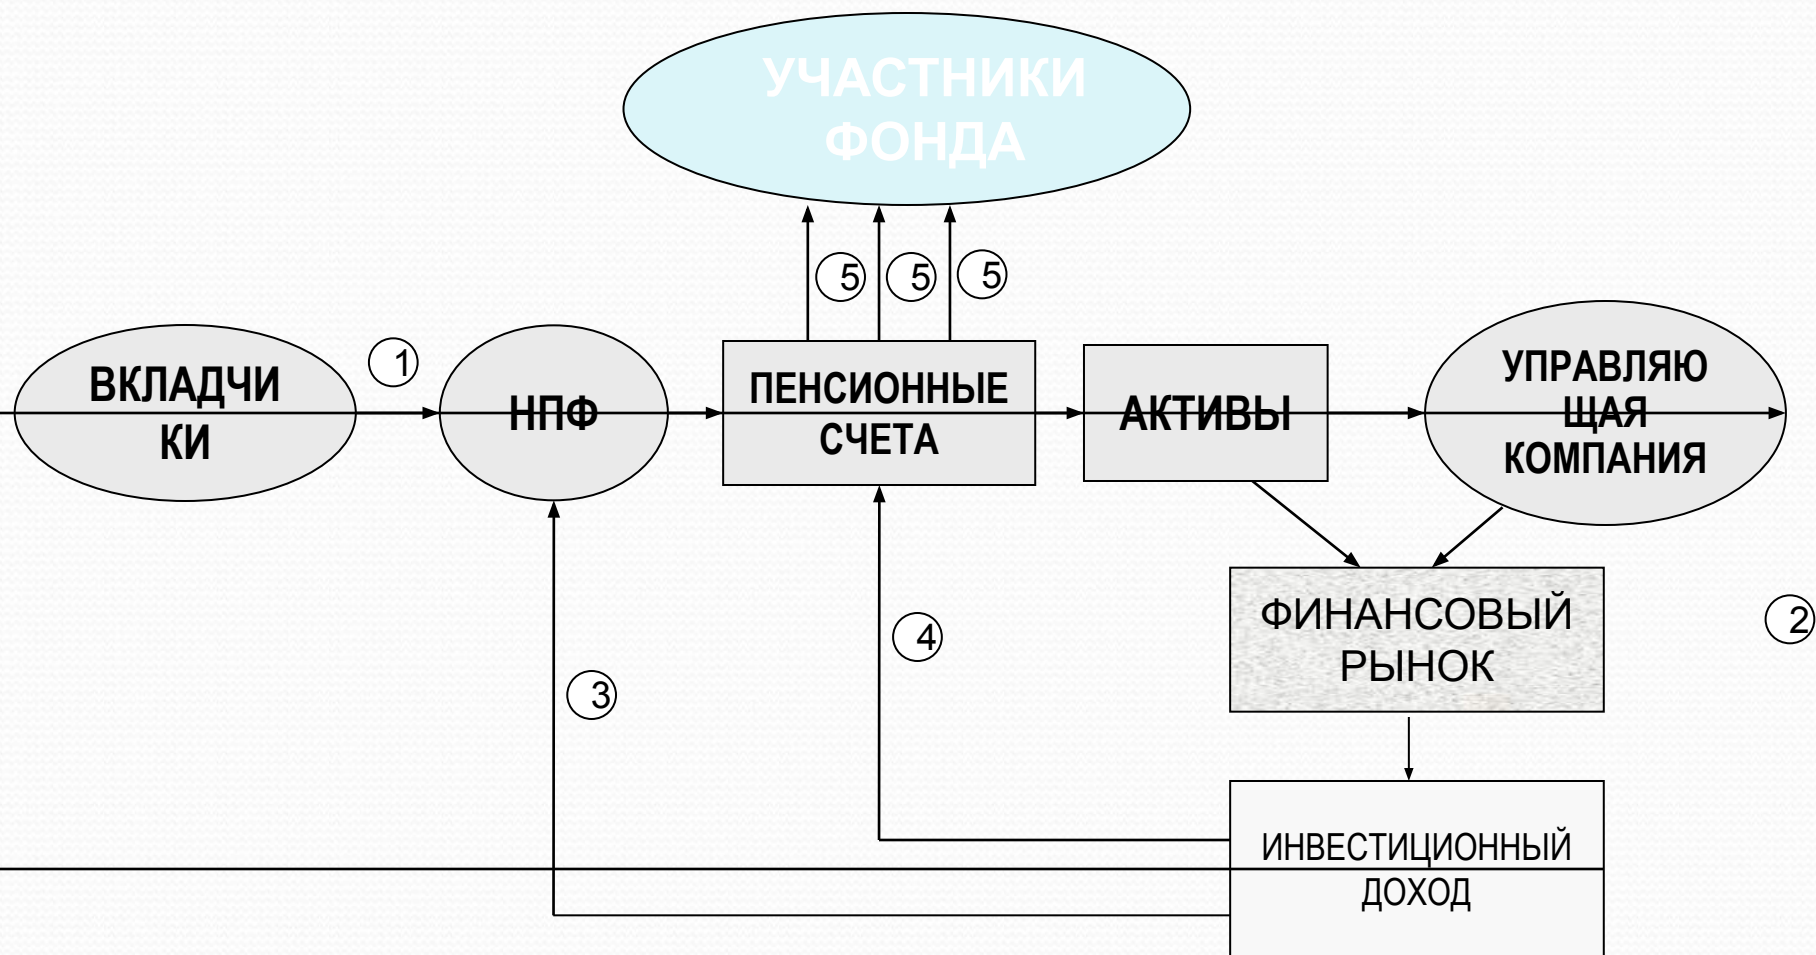 УЧАСТНИКИ
ФОНДА
5
5
5
1
ВКЛАДЧИ
КИ
НПФ
ПЕНСИОННЫЕ
СЧЕТА
АКТИВЫ
УПРАВЛЯЮ
ЩАЯ
КОМПАНИЯ
ФИНАНСОВЫЙ
РЫНОК
2
4
3
ИНВЕСТИЦИОННЫЙ
ДОХОД